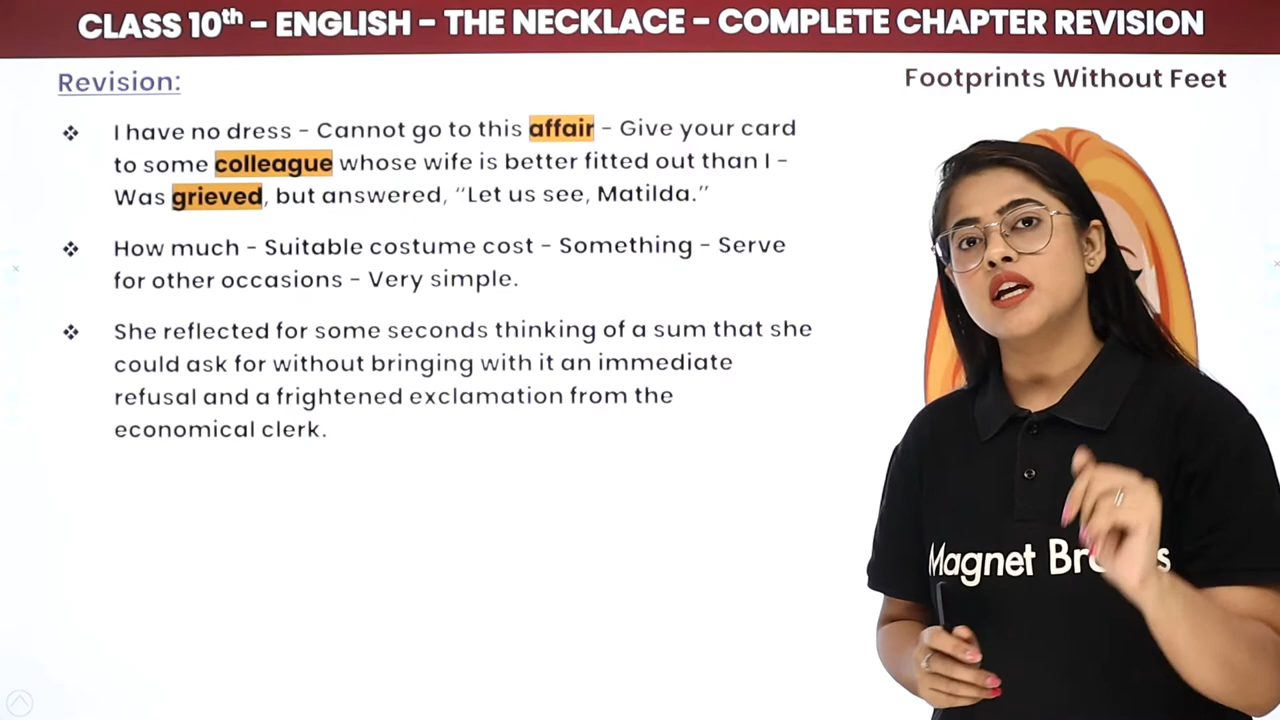 CLASS 10th – ENGLISH – THE NECKLACE – COMPLETE CHAPTER REVISION
Revision:
Footprints Without Feet
❖ I have no dress – Cannot go to this affair – Give your card
to some colleague whose wife is better fitted out than I –
Was grieved, but answered, “Let us see, Matilda.”
❖ How much – Suitable costume cost – Something – Serve
for other occasions – Very simple.
❖ She reflected for some seconds thinking of a sum that she
could ask for without bringing with it an immediate
refusal and a frightened exclamation from the
economical clerk.
Magnet